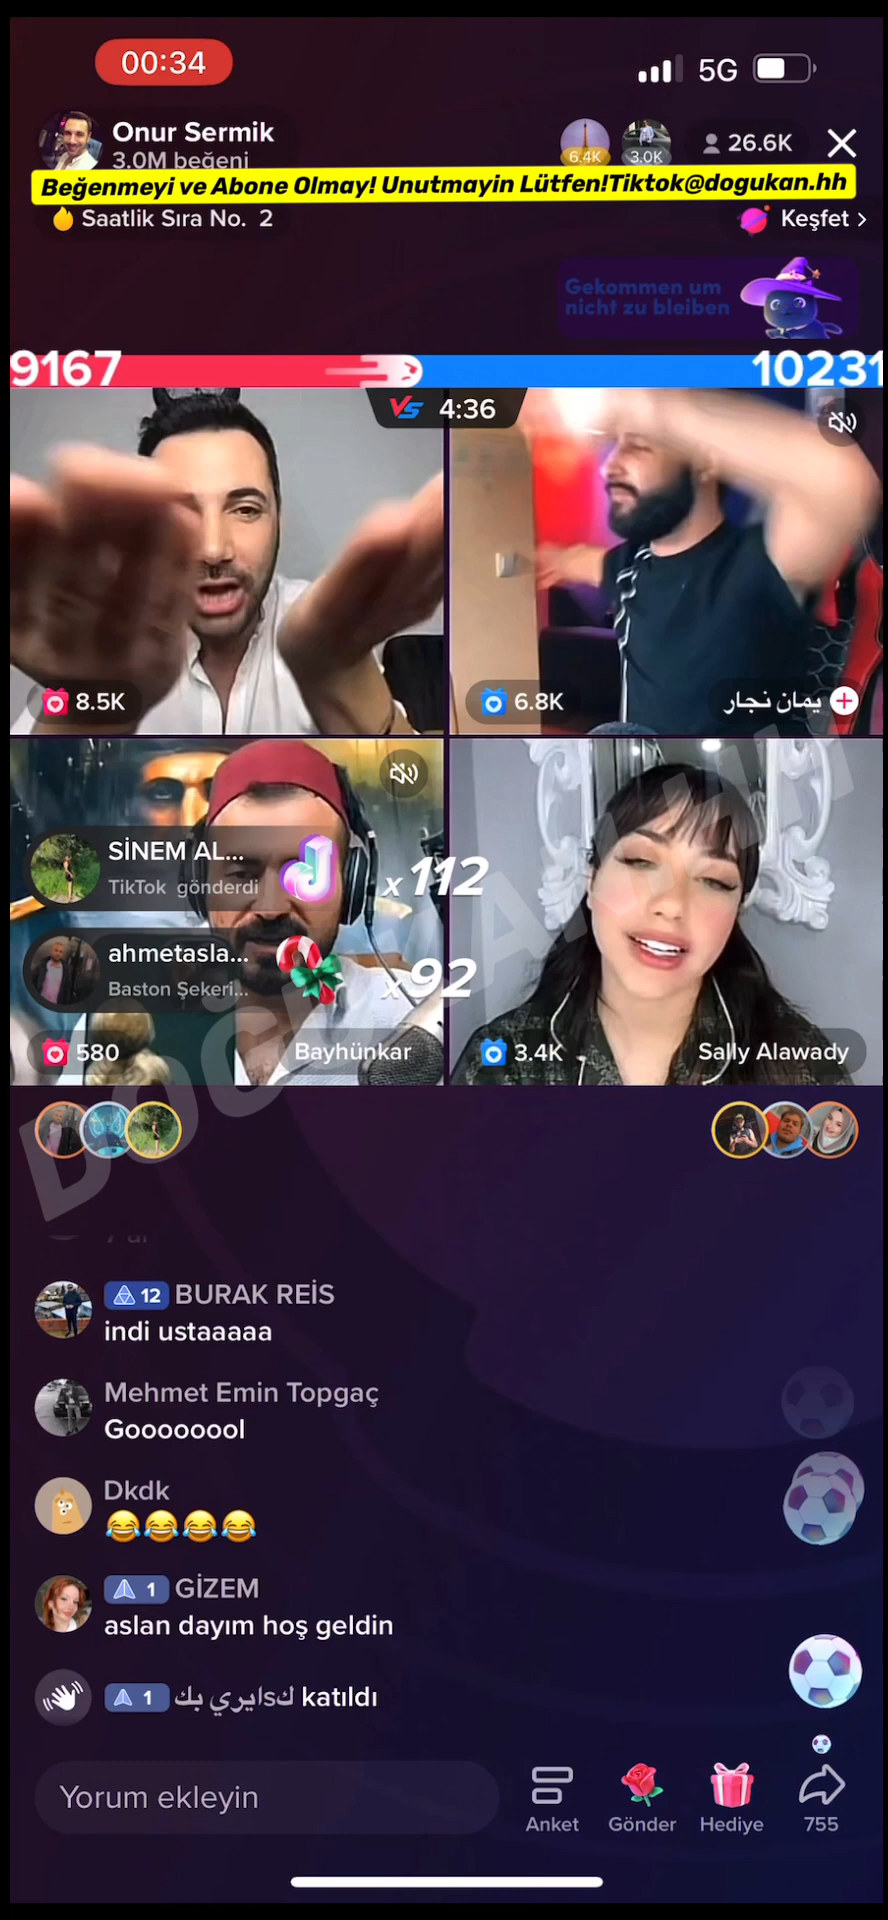 00:34
5G
Onur Sermik
3.0M beğeni
6.4K
3.0K
26.6K
Beğenmeyi ve Abone Olmay! Unutmayin Lütfen!Tiktok@dogukan.hh
Saatlik Sıra No. 2
Keşfet >
Gekommen um
nicht zu bleiben
9167
10231
VS 4:36
8.5K
6.8K
يمان نجار
SİNEM AL...
TikTok gönderdi
x 112
ahmetasla...
Baston Şekeri...
x92
580
Bayhünkar
3.4K
Sally Alawady
12 BURAK REİS
indi ustaaaaa
Mehmet Emin Topgaç
Goooooool
Dkdk
😂😂😂😂
1 GİZEM
aslan dayım hoş geldin
1
katıldı
Yorum ekleyin
Anket
Gönder
Hediye
755